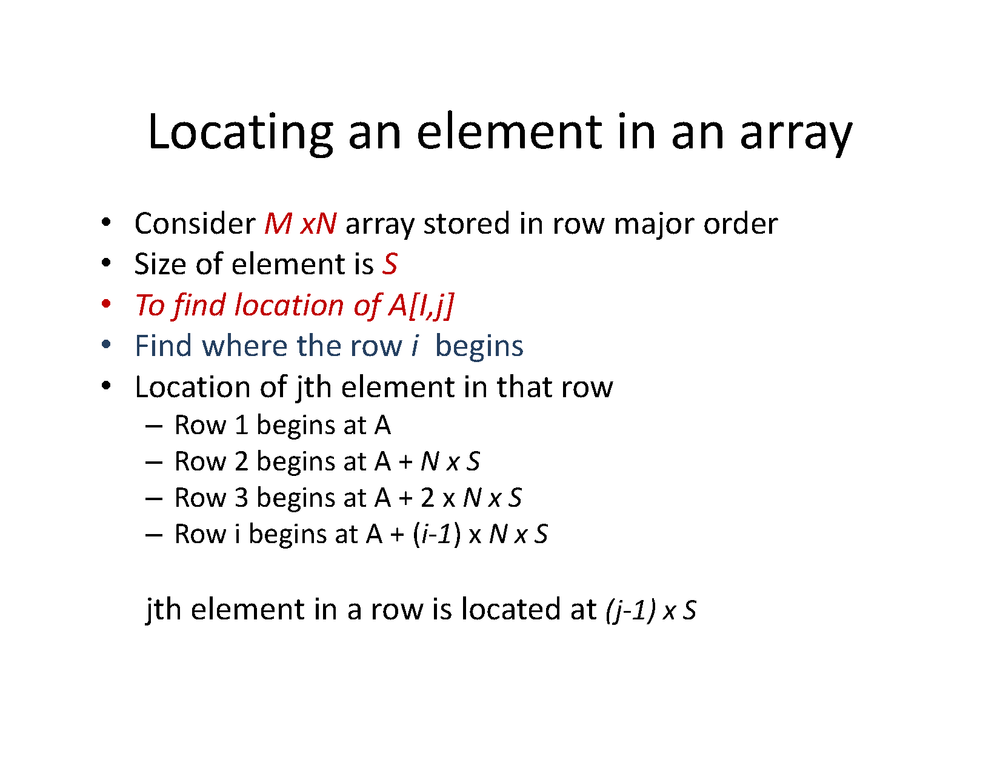 Locating an element in an array
• Consider M xN array stored in row major order
• Size of element is S
• To find location of A[I,j]
• Find where the row i begins
• Location of jth element in that row
– Row 1 begins at A
– Row 2 begins at A + N x S
– Row 3 begins at A + 2 x N x S
– Row i begins at A + (i-1) x N x S
jth element in a row is located at (j-1) x S